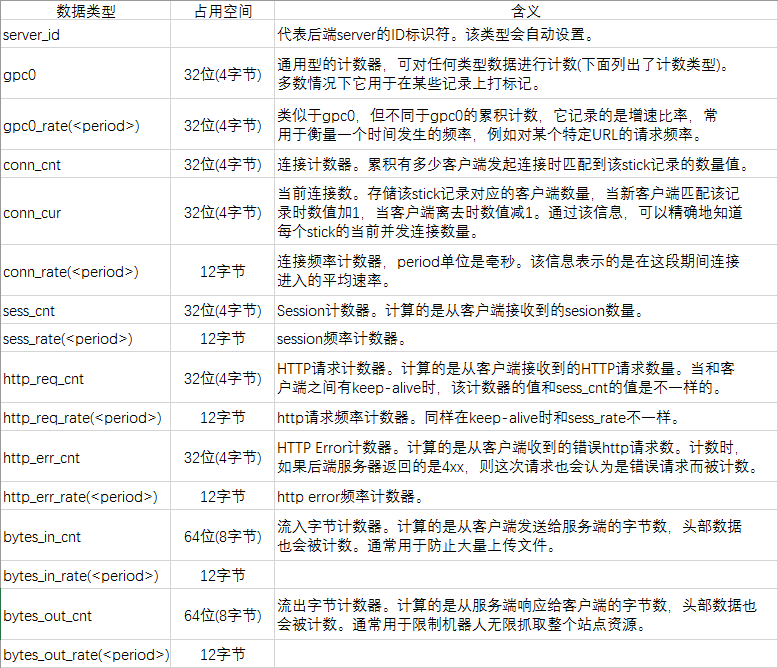 数据类型 占用空间 含义
server_id 代表后端server的ID标识符。该类型会自动设置。
gpc0 32位(4字节) 通用型的计数器，可对任何类型数据进行计数(下面列出了计数类型)。
多数情况下它用于在某些记录上打标记。
gpc0_rate(<period>) 32位(4字节) 类似于gpc0，但不同于gpc0的累积计数，它记录的是增速比率，常
用于衡量一个时间发生的频率，例如对某个特定URL的请求频率。
conn_cnt 32位(4字节) 连接计数器。累积有多少客户端发起连接时匹配到该stick记录的数量值。
conn_cur 32位(4字节) 当前连接数。存储该stick记录对应的客户端数量，当新客户端匹配该记
录时数值加1，当客户端离去时数值减1。通过该信息，可以精确地知道
每个stick的当前并发连接数量。
conn_rate(<period>) 12字节 连接频率计数器，period单位是毫秒。该信息表示的是在这段期间连接
进入的平均速率。
sess_cnt 32位(4字节) Session计数器。计算的是从客户端接收到的sesion数量。
sess_rate(<period>) 12字节 session频率计数器。
http_req_cnt 32位(4字节) HTTP请求计数器。计算的是从客户端接收到的HTTP请求数量。当和客
户端之间有keep-alive时，该计数器的值和sess_cnt的值是不一样的。
http_req_rate(<period>) 12字节 http请求频率计数器。同样在keep-alive时和sess_rate不一样。
http_err_cnt 32位(4字节) HTTP Error计数器。计算的是从客户端收到的错误http请求数。计数时，
如果后端服务器返回的是4xx，则这次请求也会认为是错误请求而被计数。
http_err_rate(<period>) 12字节 http error频率计数器。
bytes_in_cnt 64位(8字节) 流入字节计数器。计算的是从客户端发送给服务端的字节数，头部数据
也会被计数。通常用于防止大量上传文件。
bytes_in_rate(<period>) 12字节
bytes_out_cnt 64位(8字节) 流出字节计数器。计算的是从服务端响应给客户端的字节数，头部数据也
会被计数。通常用于限制机器人无限抓取整个站点资源。
bytes_out_rate(<period>) 12字节